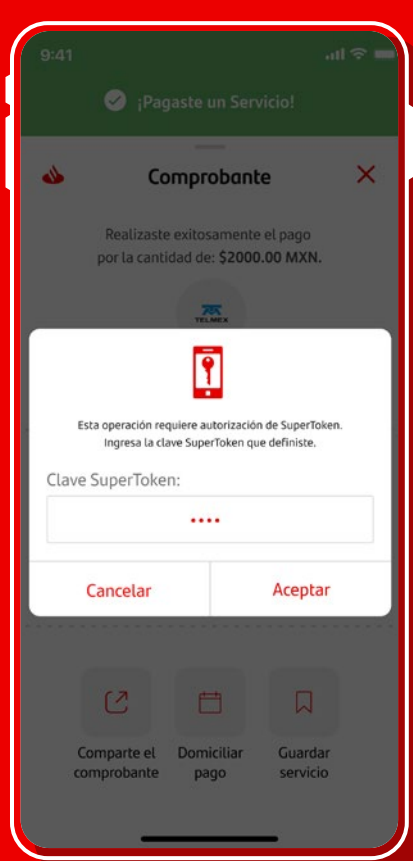 9:41
¡Pagaste un Servicio!
Comprobante
Realizaste exitosamente el pago
por la cantidad de: $2000.00 MXN.
TELMEX
Esta operación requiere autorización de SuperToken.
Ingresa la clave SuperToken que definiste.
Clave SuperToken:
••••
Cancelar
Aceptar
Comparte el
comprobante
Domiciliar
pago
Guardar
servicio